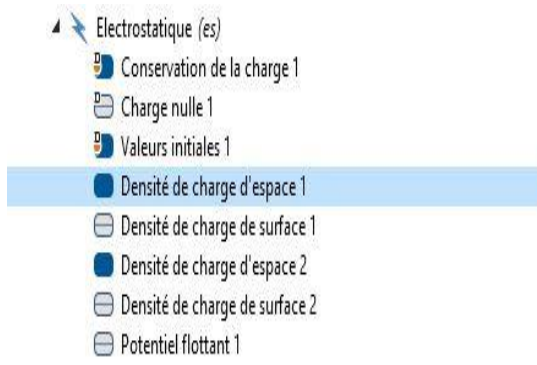 Electrostatique (es)
Conservation de la charge 1
Charge nulle 1
Valeurs initiales 1
Densité de charge d'espace 1
Densité de charge de surface 1
Densité de charge d'espace 2
Densité de charge de surface 2
Potentiel flottant 1